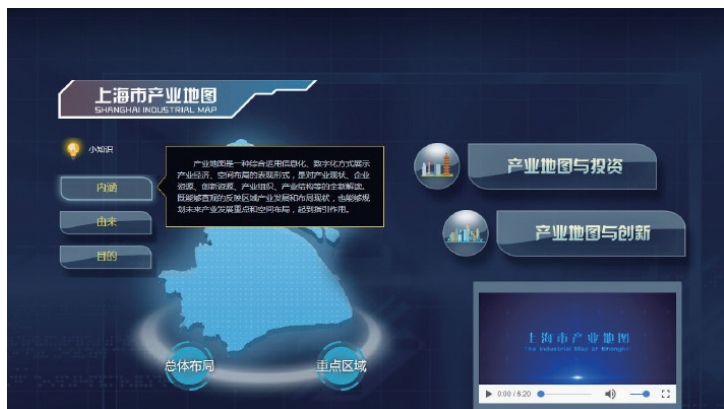 上海市产业地图
SHANGHAI INDUSTRIAL MAP
小知识
产业地图是一种综合运用信息化、数字化方式展示
产业经济、空间布局的表现形式，是对产业现状、企业
资源、创新资源、产业组织、产业结构等的全新解读。
既能够直观的反映区域产业发展和布局现状，也能够规
划未来产业发展重点和空间布局，起到指引作用。
内涵
由来
目的
产业地图与投资
产业地图与创新
总体布局
重点区域
上海市产业地图
The Industrial Map of Shanghai
0:00 / 5:20